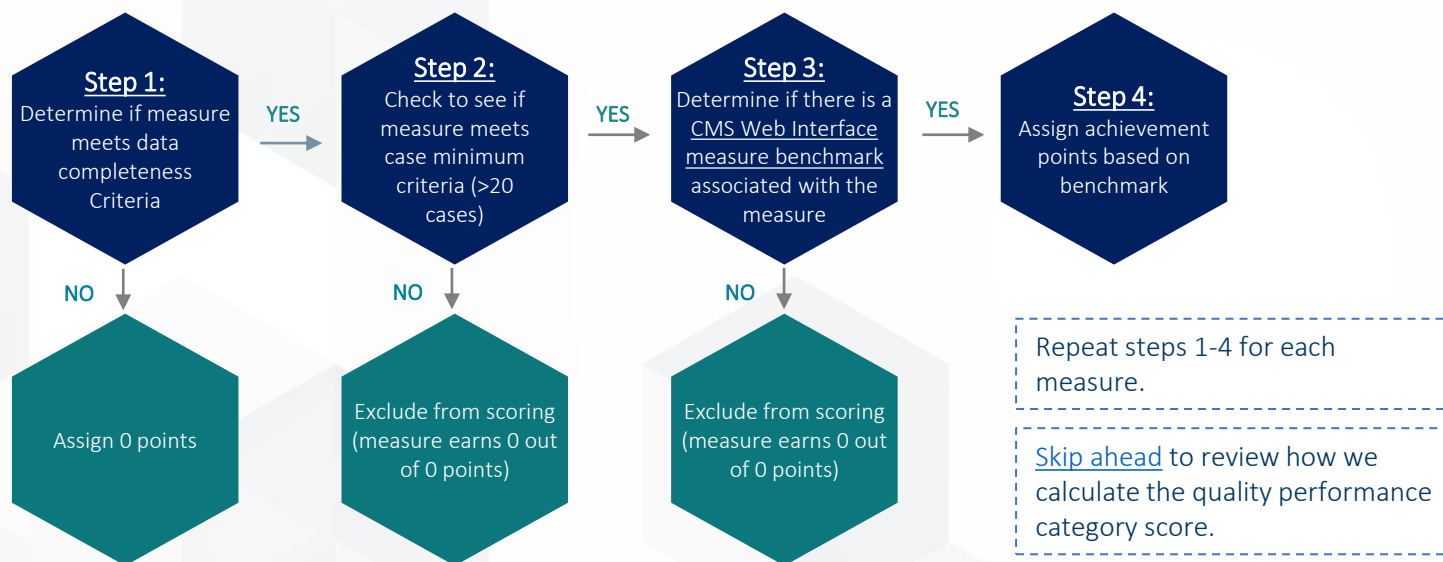 Step 1:
Determine if measure
meets data
completeness
Criteria
YES
Step 2:
Check to see if
measure meets
case minimum
criteria (>20
cases)
YES
Step 3:
Determine if there is a
CMS Web Interface
measure benchmark
associated with the
measure
YES
Step 4:
Assign achievement
points based on
benchmark
NO
NO
NO
Assign 0 points
Exclude from scoring
(measure earns 0 out
of 0 points)
Exclude from scoring
(measure earns 0 out
of 0 points)
Repeat steps 1-4 for each
measure.
Skip ahead to review how we
calculate the quality performance
category score.